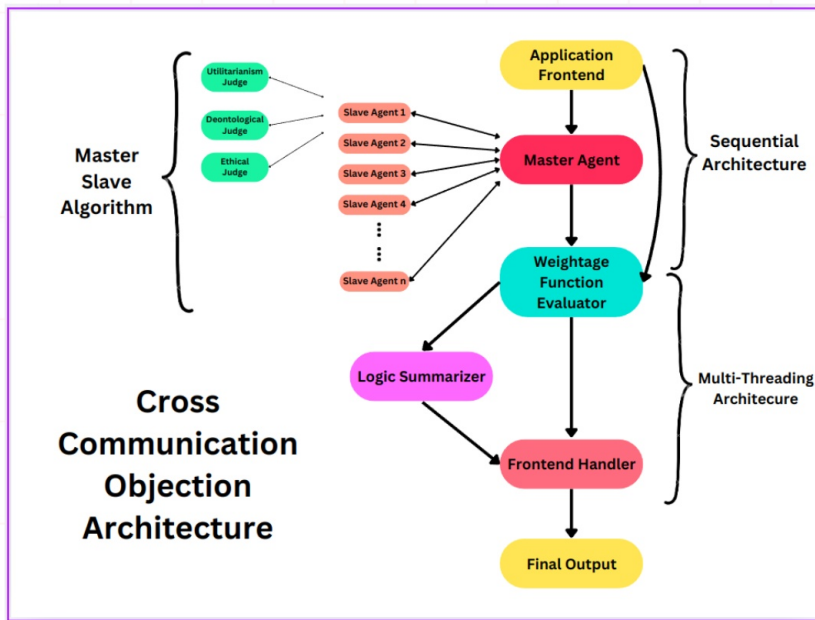 Utilitarianism
Judge
Deontological
Judge
Ethical
Judge
Master
Slave
Algorithm
Slave Agent 1
Slave Agent 2
Slave Agent 3
Slave Agent 4
Slave Agent n
Application
Frontend
Master Agent
Sequential
Architecture
Weightage
Function
Evaluator
Logic Summarizer
Multi-Threading
Architecure
Frontend Handler
Final Output
Cross
Communication
Objection
Architecture